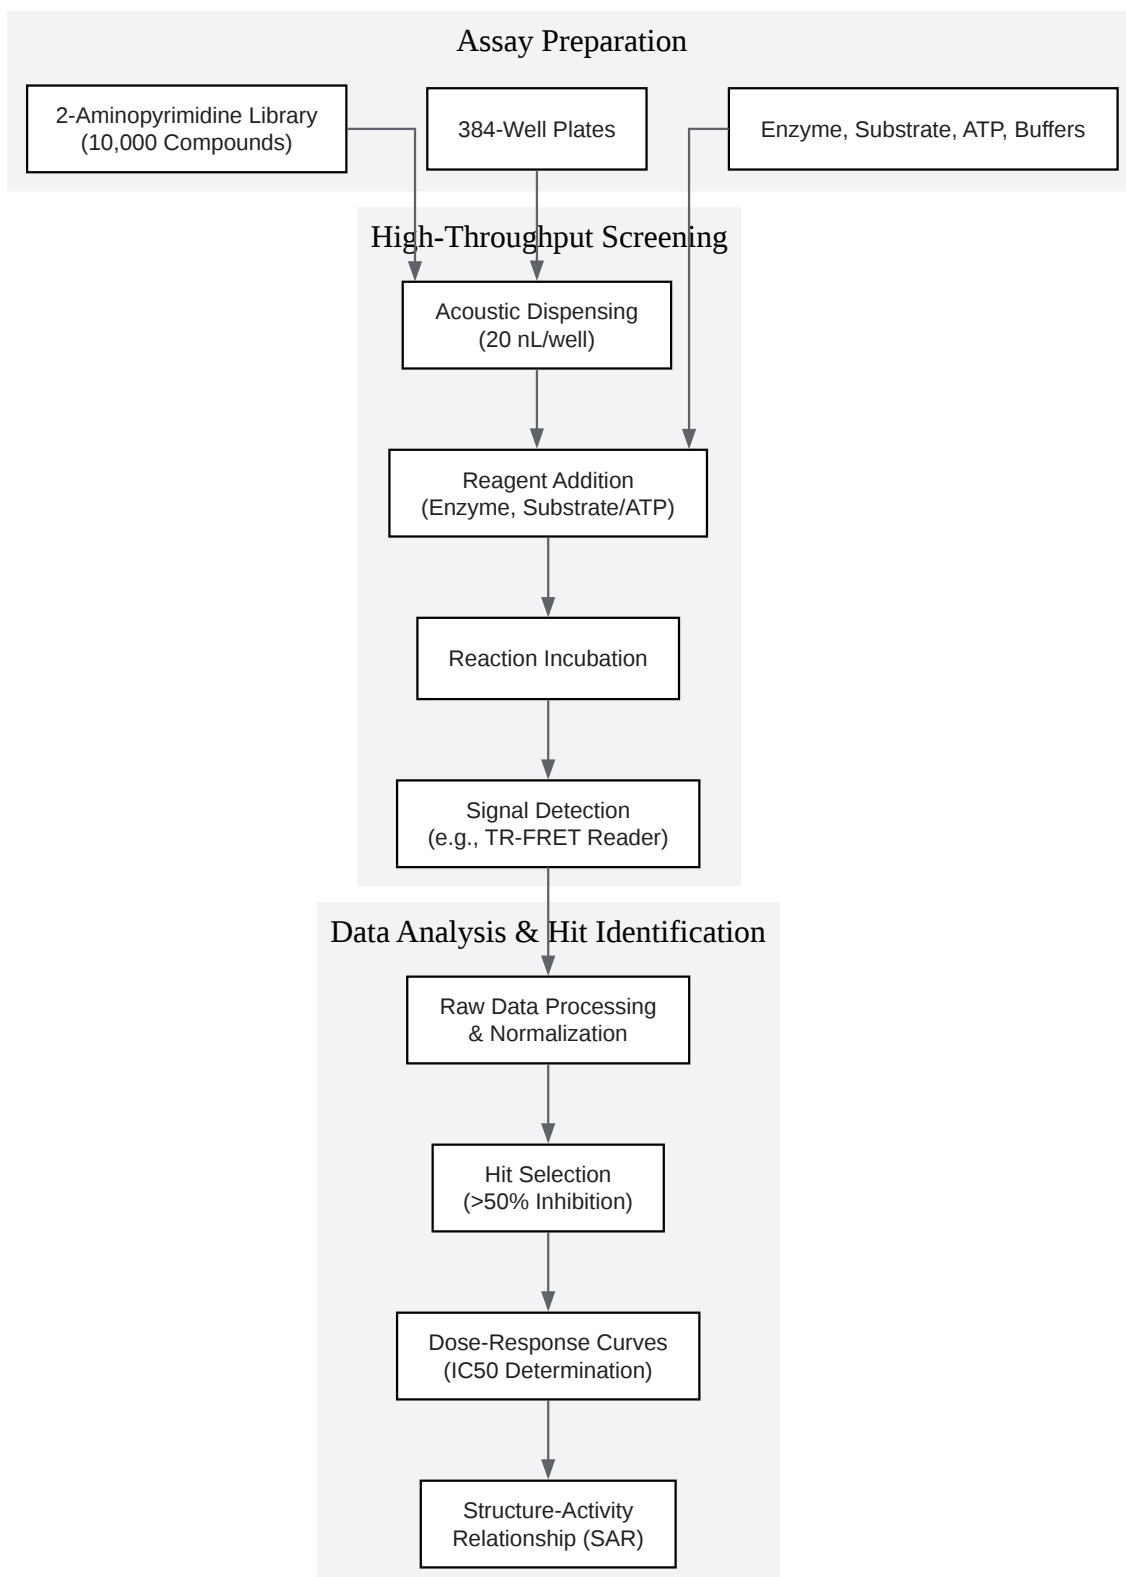 Assay Preparation
2-Aminopyrimidine Library
(10,000 Compounds)
384-Well Plates
Enzyme, Substrate, ATP, Buffers
High-Throughput Screening
Acoustic Dispensing
(20 nL/well)
Reagent Addition
(Enzyme, Substrate/ATP)
Reaction Incubation
Signal Detection
(e.g., TR-FRET Reader)
Data Analysis & Hit Identification
Raw Data Processing
& Normalization
Hit Selection
(>50% Inhibition)
Dose-Response Curves
(IC50 Determination)
Structure-Activity
Relationship (SAR)